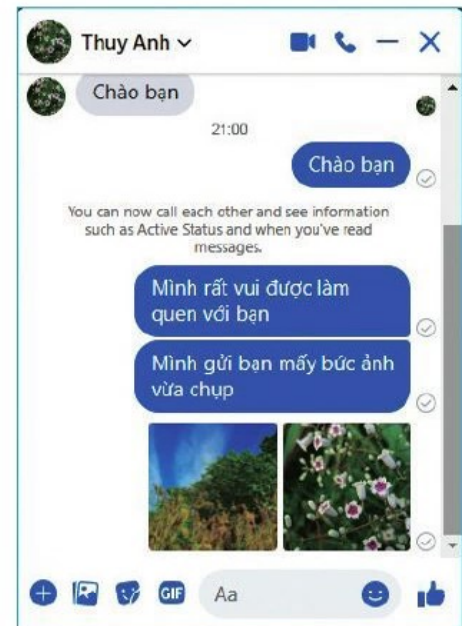 Thuy Anh
Chào bạn
21:00
Chào bạn
You can now call each other and see information
such as Active Status and when you've read
messages.
Mình rất vui được làm
quen với bạn
Mình gửi bạn mấy bức ảnh
vừa chụp
GIF
Aa